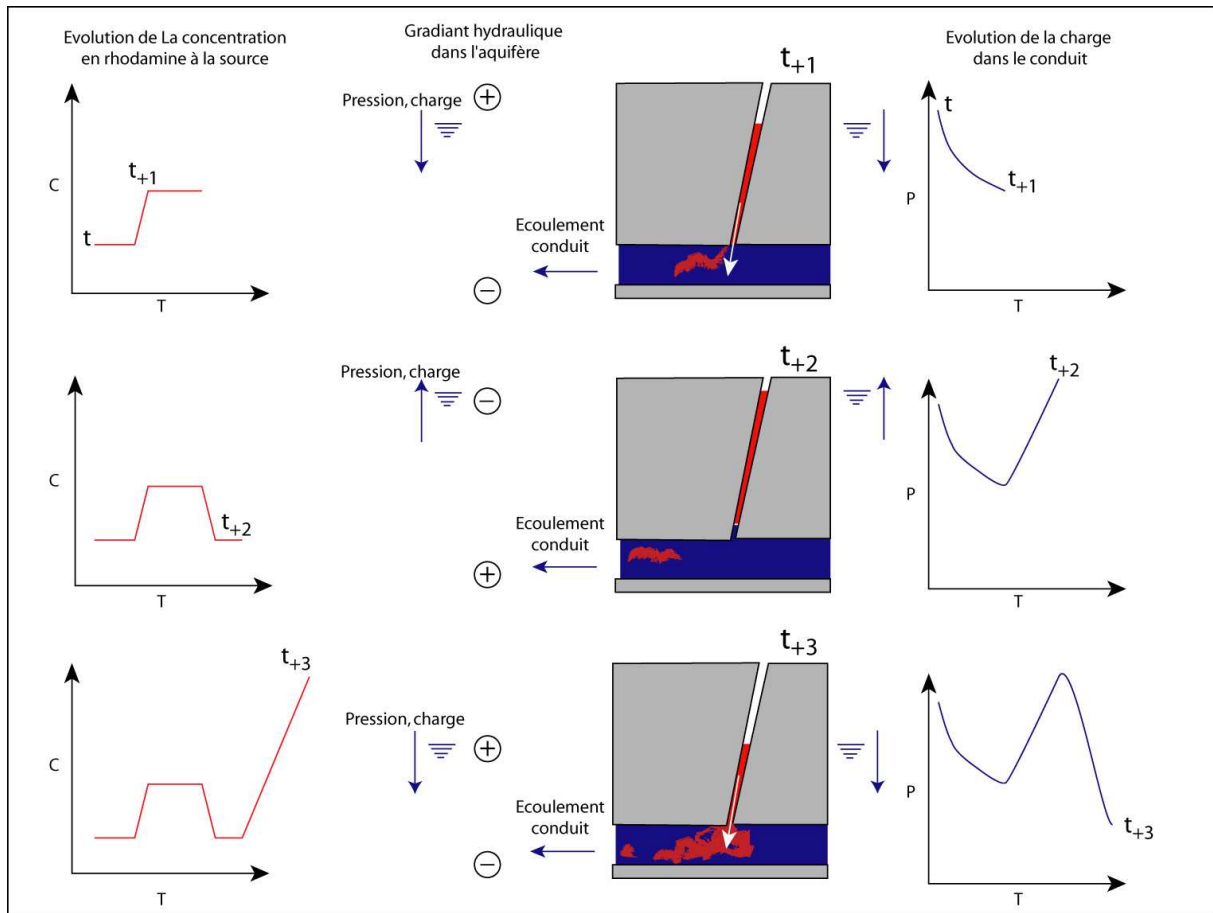 Evolution de La concentration
en rhodamine à la source
Gradiant hydraulique
dans l'aquifère
Evolution de la charge
dans le conduit
t+1
Pression, charge
+
t
t+1
C
t
T
Ecoulement
conduit
−
P
t+1
T
t+2
Pression, charge
−
t+2
C
t+2
T
Ecoulement
conduit
+
P
T
t+3
t+3
Pression, charge
+
C
T
Ecoulement
conduit
−
P
t+3
T